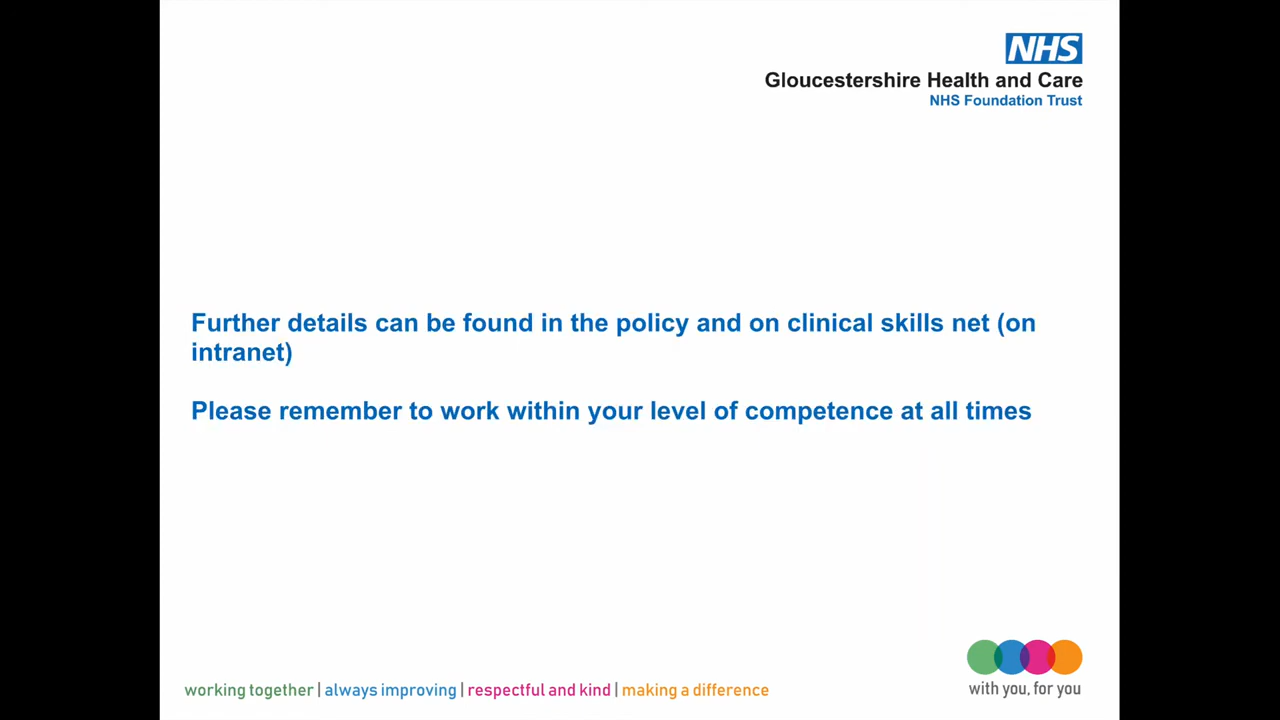 NHS
Gloucestershire Health and Care
NHS Foundation Trust
Further details can be found in the policy and on clinical skills net (on
intranet)
Please remember to work within your level of competence at all times
working together | always improving | respectful and kind | making a difference
with you, for you